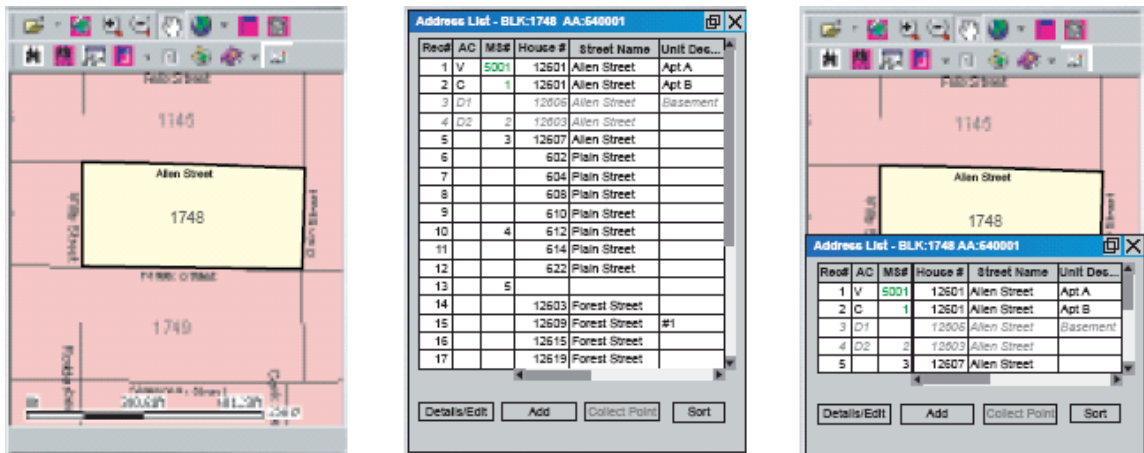 1145
Allen Street
1748
1749
Address List - BLK:1748 AA:640001
Rec# AC MS# House # Street Name Unit Des...
1 V 5001 12601 Allen Street Apt A
2 C 1 12601 Allen Street Apt B
3 D1 12606 Allen Street Basement
4 D2 2 12603 Allen Street
5 3 12607 Allen Street
6 602 Plain Street
7 604 Plain Street
8 608 Plain Street
9 610 Plain Street
10 4 612 Plain Street
11 614 Plain Street
12 622 Plain Street
13 5
14 12603 Forest Street
15 12609 Forest Street #1
16 12615 Forest Street
17 12619 Forest Street
Details/Edit Add Collect Point Sort
1145
Allen Street
1748
Address List - BLK:1748 AA:640001
Rec# AC MS# House # Street Name Unit Des...
1 V 5001 12601 Allen Street Apt A
2 C 1 12601 Allen Street Apt B
3 D1 12606 Allen Street Basement
4 D2 2 12603 Allen Street
5 3 12607 Allen Street
Details/Edit Add Collect Point Sort